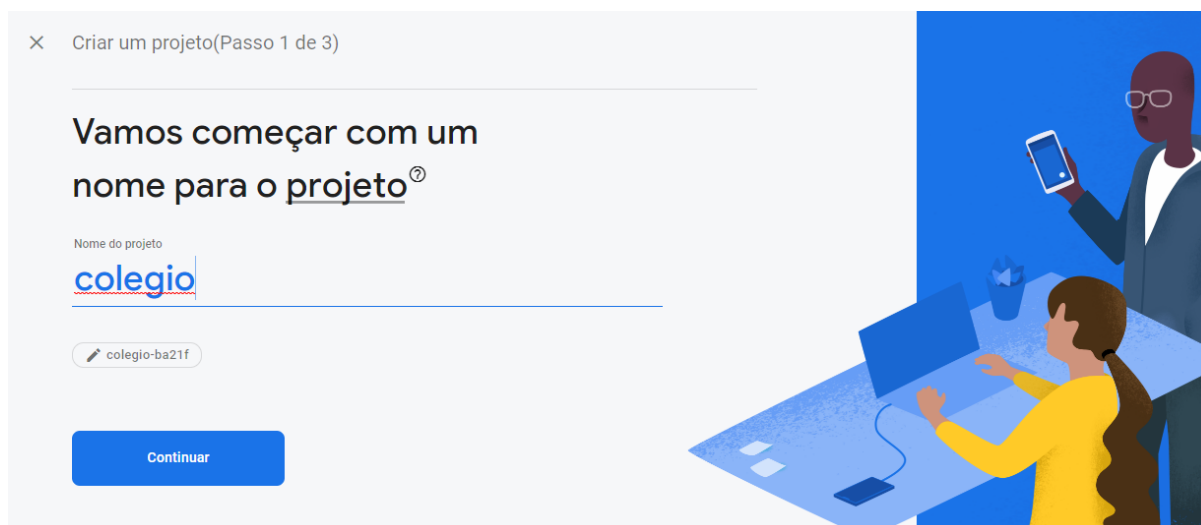 Criar um projeto(Passo 1 de 3)
Vamos começar com um
nome para o projeto?
Nome do projeto
colegio
colegio-ba21f
Continuar